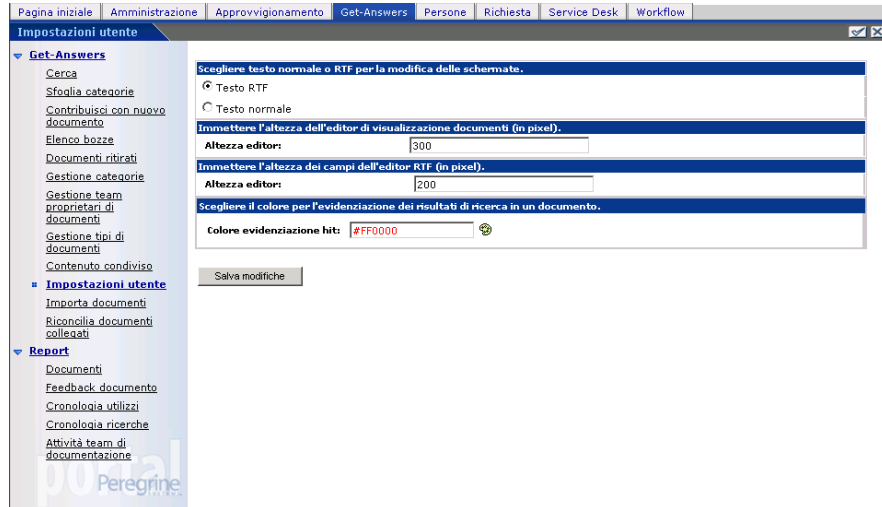 Pagina iniziale Amministrazione Approvvigionamento Get-Answers Persone Richiesta Service Desk Workflow
Impostazioni utente
Get-Answers
Cerca
Sfoglia categorie
Contribuisci con nuovo
documento
Elenco bozze
Documenti ritirati
Gestione categorie
Gestione team
proprietari di
documenti
Gestione tipi di
documenti
Contenuto condiviso
Impostazioni utente
Importa documenti
Riconcilia documenti
collegati
Report
Documenti
Feedback documento
Cronologia utilizzi
Cronologia ricerche
Attività team di
documentazione
portal
Peregrine
Scegliere testo normale o RTF per la modifica delle schermate.
Testo RTF
Testo normale
Immettere l'altezza dell'editor di visualizzazione documenti (in pixel).
Altezza editor: 300
Immettere l'altezza dei campi dell'editor RTF (in pixel).
Altezza editor: 200
Scegliere il colore per l'evidenziazione dei risultati di ricerca in un documento.
Colore evidenziazione hit: #FF0000
Salva modifiche